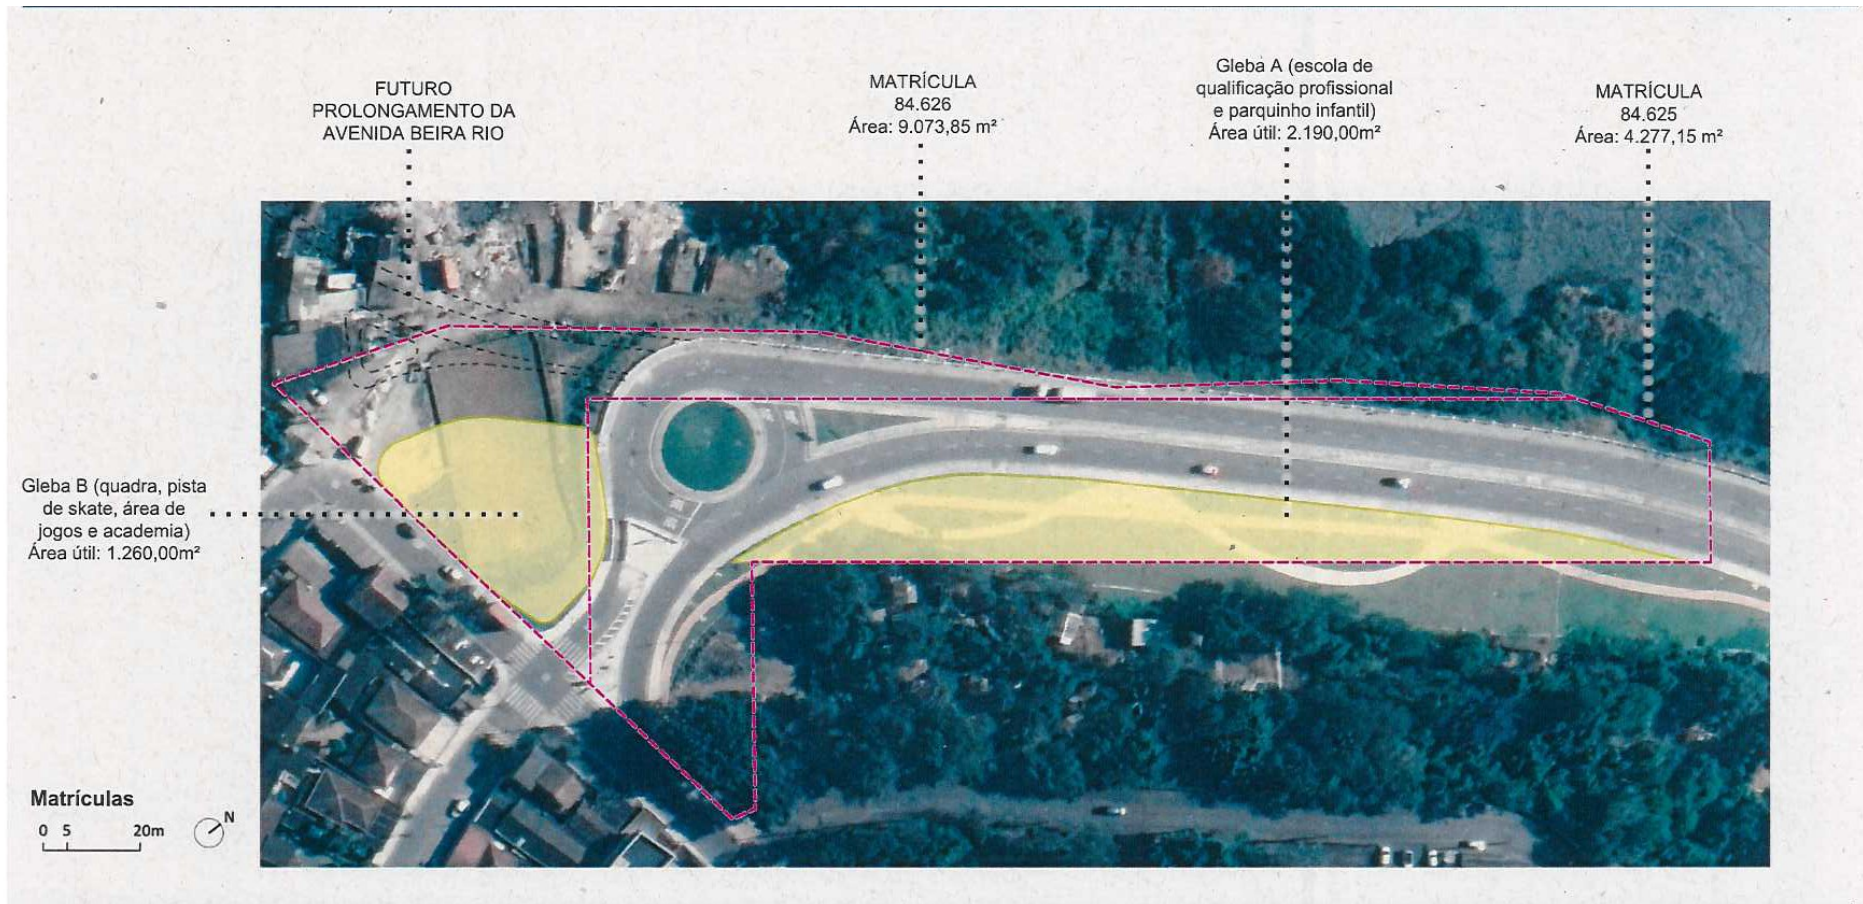 FUTURO
PROLONGAMENTO DA
AVENIDA BEIRA RIO
MATRÍCULA
84.626
Área: 9.073,85 m²
Gleba A (escola de
qualificação profissional
e parquinho infantil)
Área útil: 2.190,00m²
MATRÍCULA
84.625
Área: 4.277,15 m²
Gleba B (quadra, pista
de skate, área de
jogos e academia)
Área útil: 1.260,00m²
Matrículas
0 5 20m
N